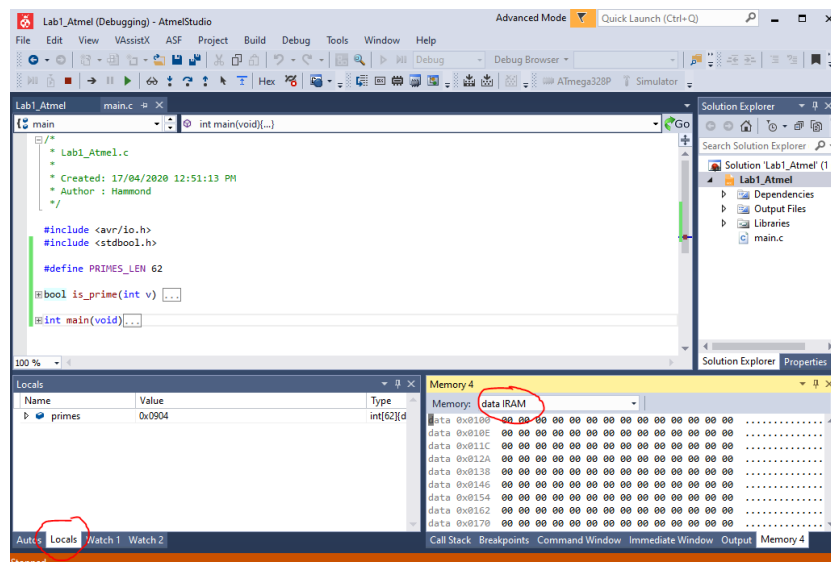 Lab1_Atmel (Debugging) - AtmelStudio
Advanced Mode
Quick Launch (Ctrl+Q)
File Edit View VAssistX ASF Project Build Debug Tools Window Help
Debug Debug Browser
Hex ATmega328P Simulator
Lab1_Atmel main.c
main int main(void){...} Go
/*
* Lab1_Atmel.c
*
* Created: 17/04/2020 12:51:13 PM
* Author : Hammond
*/
#include <avr/io.h>
#include <stdbool.h>
#define PRIMES_LEN 62
bool is_prime(int v) ...
int main(void)...
100 %
Solution Explorer
Search Solution Explorer
Solution 'Lab1_Atmel' (1
Lab1_Atmel
Dependencies
Output Files
Libraries
main.c
Solution Explorer Properties
Locals
Name Value Type
primes 0x0904 int[62]{d
Autos Locals Watch 1 Watch 2
Memory 4
Memory: data IRAM
data 0x0100 00 00 00 00 00 00 00 00 00 00 00 00 00 00 ..............
data 0x010E 00 00 00 00 00 00 00 00 00 00 00 00 00 00 ..............
data 0x011C 00 00 00 00 00 00 00 00 00 00 00 00 00 00 ..............
data 0x012A 00 00 00 00 00 00 00 00 00 00 00 00 00 00 ..............
data 0x0138 00 00 00 00 00 00 00 00 00 00 00 00 00 00 ..............
data 0x0146 00 00 00 00 00 00 00 00 00 00 00 00 00 00 ..............
data 0x0154 00 00 00 00 00 00 00 00 00 00 00 00 00 00 ..............
data 0x0162 00 00 00 00 00 00 00 00 00 00 00 00 00 00 ..............
data 0x0170 00 00 00 00 00 00 00 00 00 00 00 00 00 00 ..............
Call Stack Breakpoints Command Window Immediate Window Output Memory 4